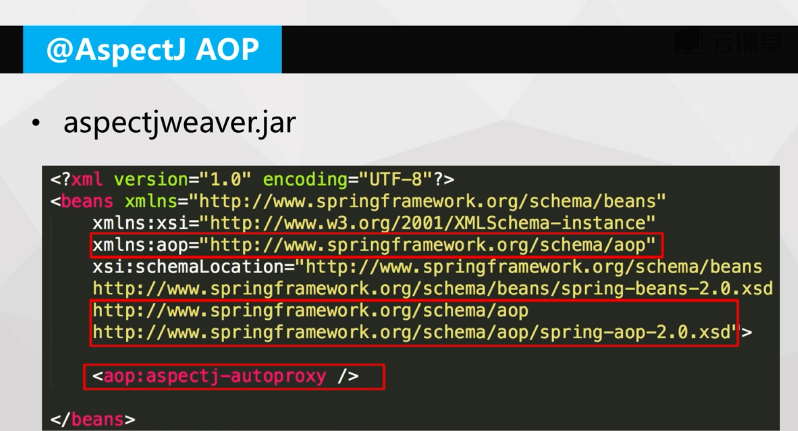 @AspectJ AOP
云课堂
• aspectjweaver.jar
<?xml version="1.0" encoding="UTF-8"?>
<beans xmlns="http://www.springframework.org/schema/beans"
xmlns:xsi="http://www.w3.org/2001/XMLSchema-instance"
xmlns:aop="http://www.springframework.org/schema/aop"
xsi:schemaLocation="http://www.springframework.org/schema/beans
http://www.springframework.org/schema/beans/spring-beans-2.0.xsd
http://www.springframework.org/schema/aop
http://www.springframework.org/schema/aop/spring-aop-2.0.xsd">
<aop:aspectj-autoproxy />
</beans>